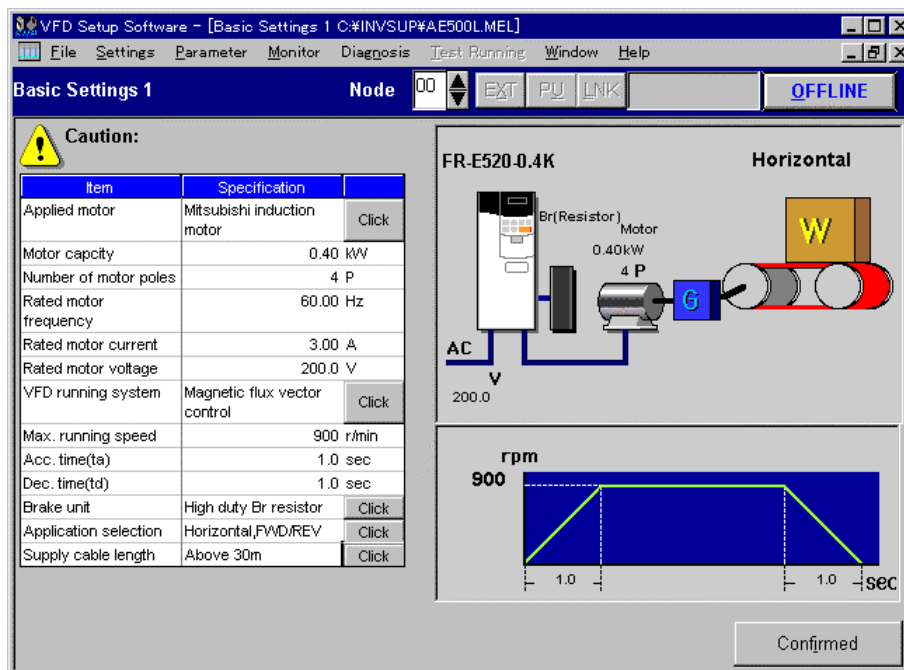 VFD Setup Software - [Basic Settings 1 C:¥INVSUP¥AE500L.MEL]
File Settings Parameter Monitor Diagnosis Test Running Window Help
Basic Settings 1 Node 00 EXT PU LNK OFFLINE
Caution:
Item Specification
Applied motor Mitsubishi induction motor Click
Motor capcity 0.40 kW
Number of motor poles 4 P
Rated motor frequency 60.00 Hz
Rated motor current 3.00 A
Rated motor voltage 200.0 V
VFD running system Magnetic flux vector control Click
Max. running speed 900 r/min
Acc. time(ta) 1.0 sec
Dec. time(td) 1.0 sec
Brake unit High duty Br resistor Click
Application selection Horizontal,FWD/REV Click
Supply cable length Above 30m Click
FR-E520-0.4K Horizontal
Br(Resistor)
Motor
0.40kW
4 P
W
G
AC
V
200.0
rpm
900
1.0 1.0 sec
Confirmed